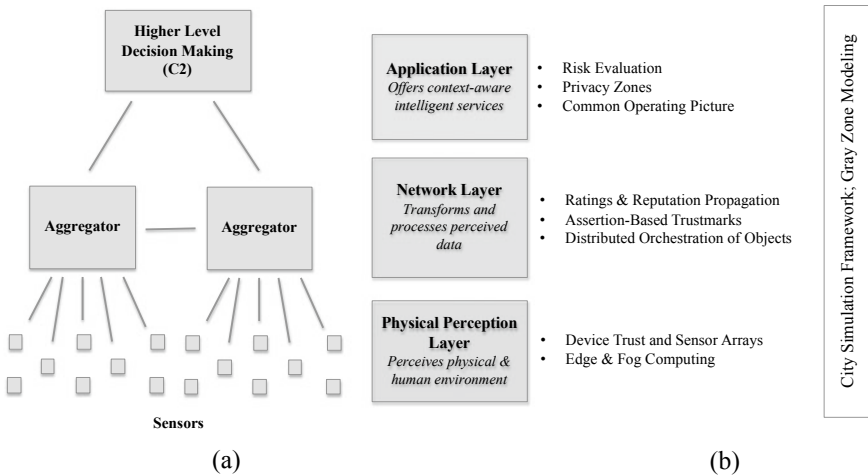 Higher Level
Decision Making
(C2)
Aggregator
Aggregator
Sensors
(a)
Application Layer
Offers context-aware
intelligent services
• Risk Evaluation
• Privacy Zones
• Common Operating Picture
Network Layer
Transforms and
processes perceived
data
• Ratings & Reputation Propagation
• Assertion-Based Trustmarks
• Distributed Orchestration of Objects
Physical Perception
Layer
Perceives physical &
human environment
• Device Trust and Sensor Arrays
• Edge & Fog Computing
City Simulation Framework; Gray Zone Modeling
(b)